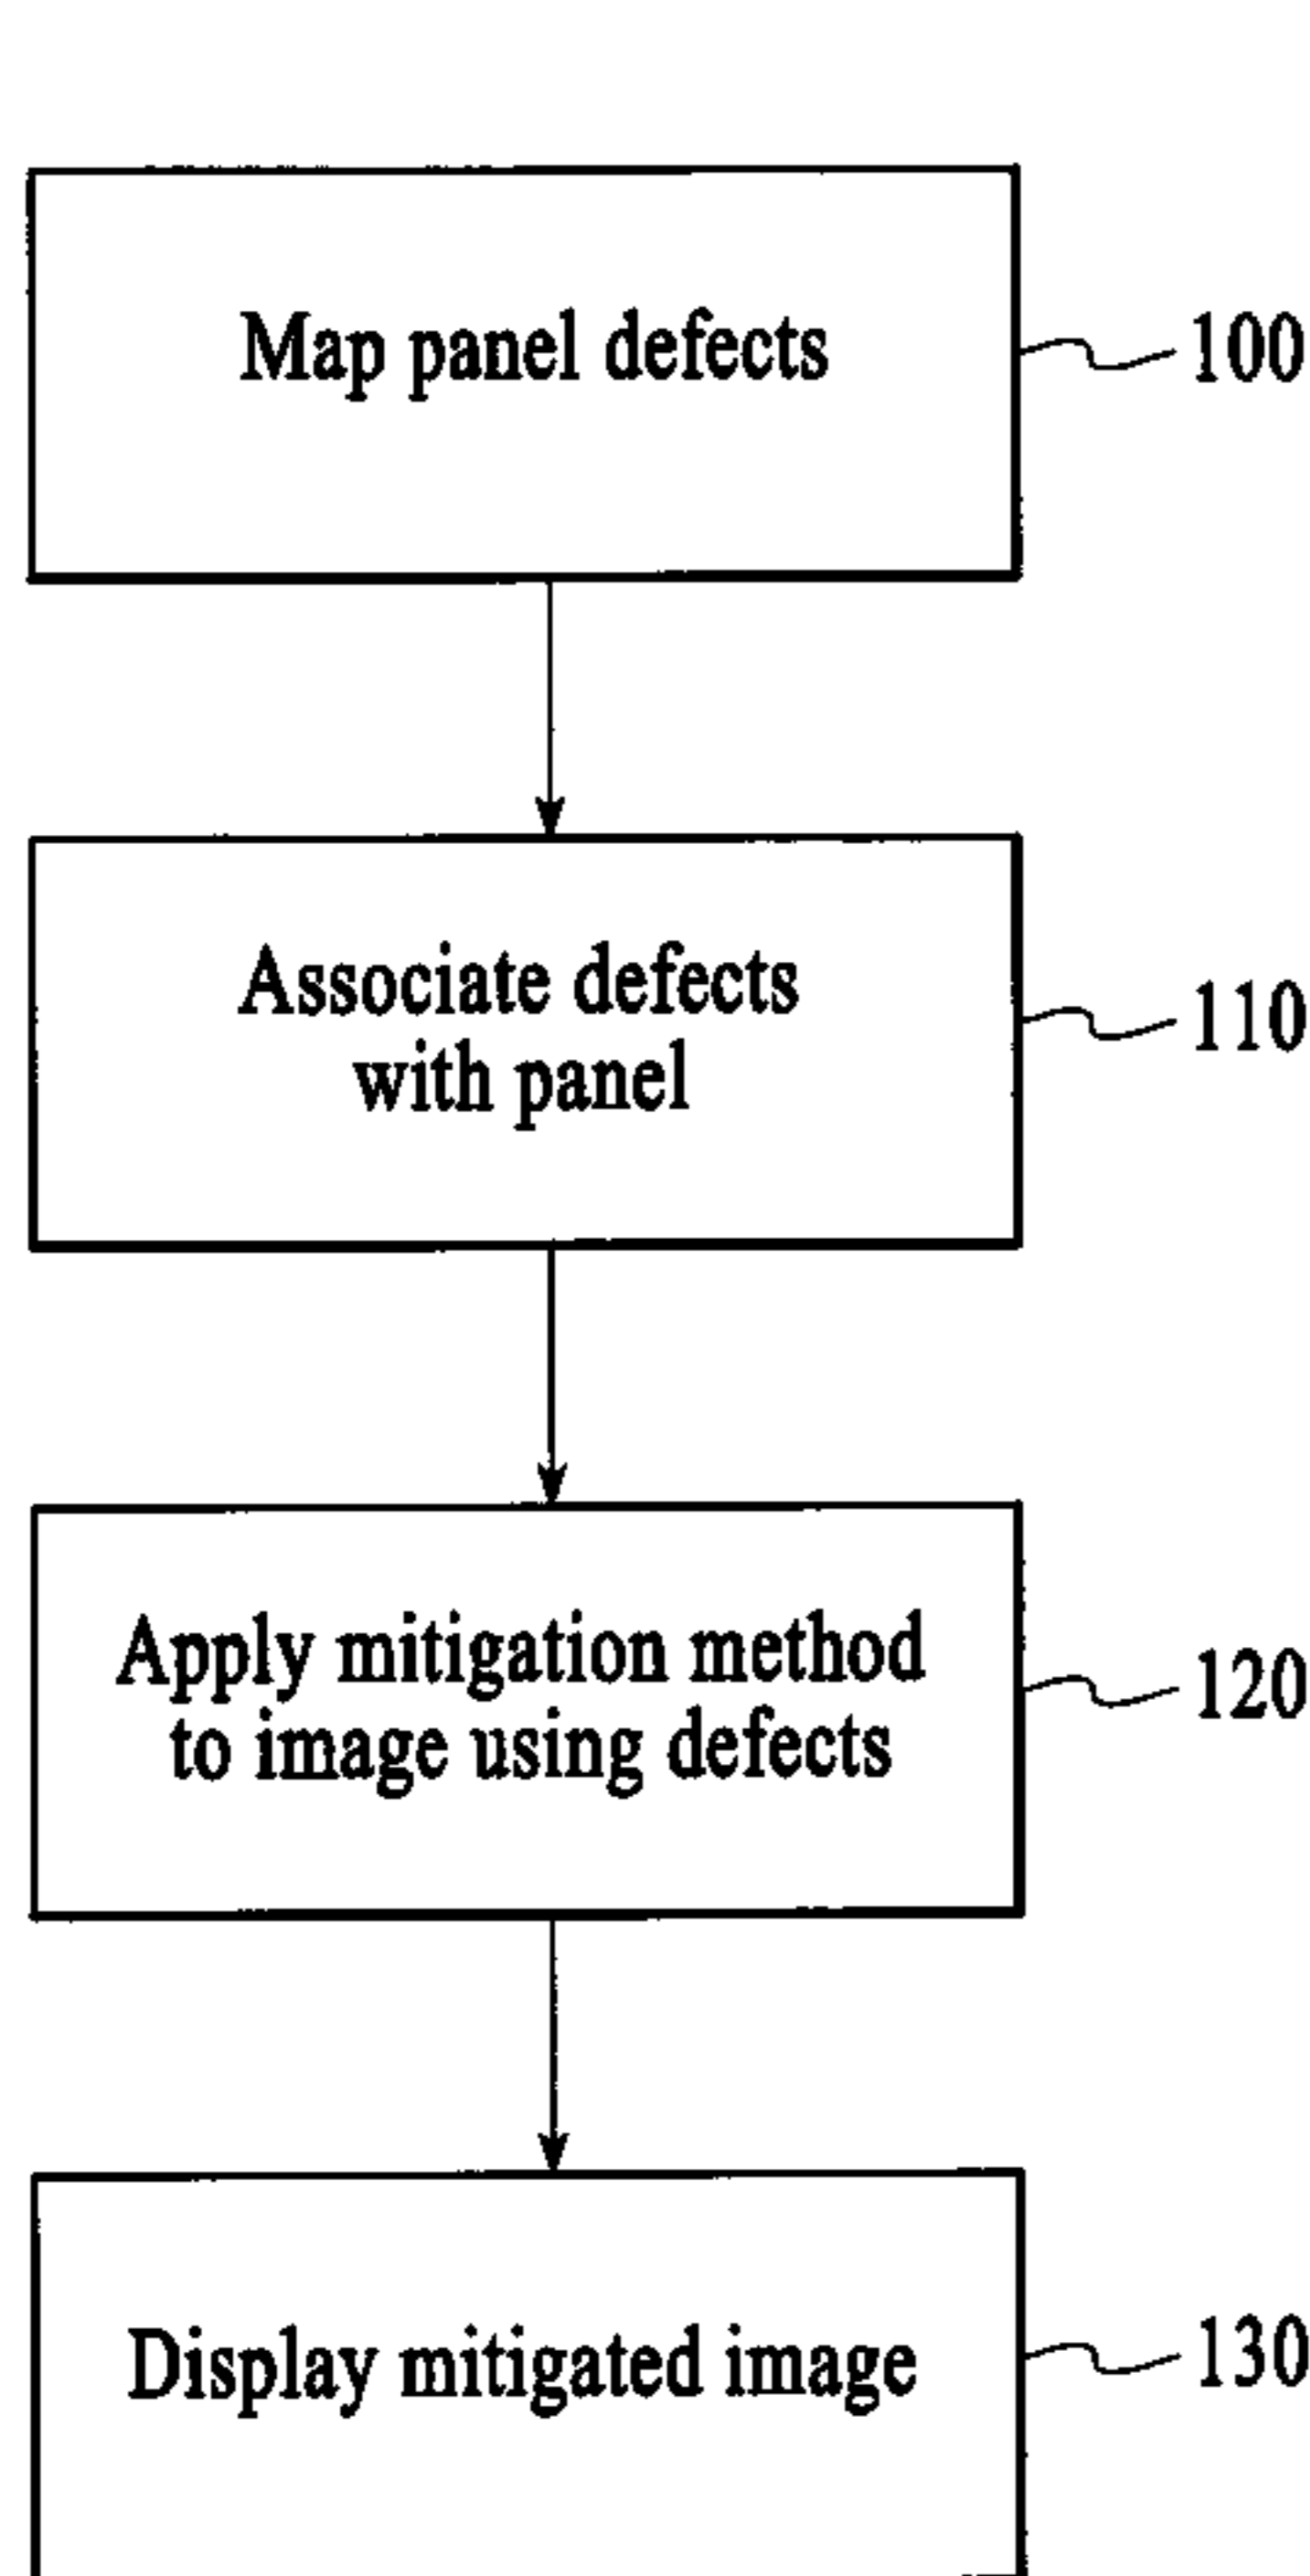 Map panel defects
100
Associate defects
with panel
110
Apply mitigation method
to image using defects
120
Display mitigated image
130